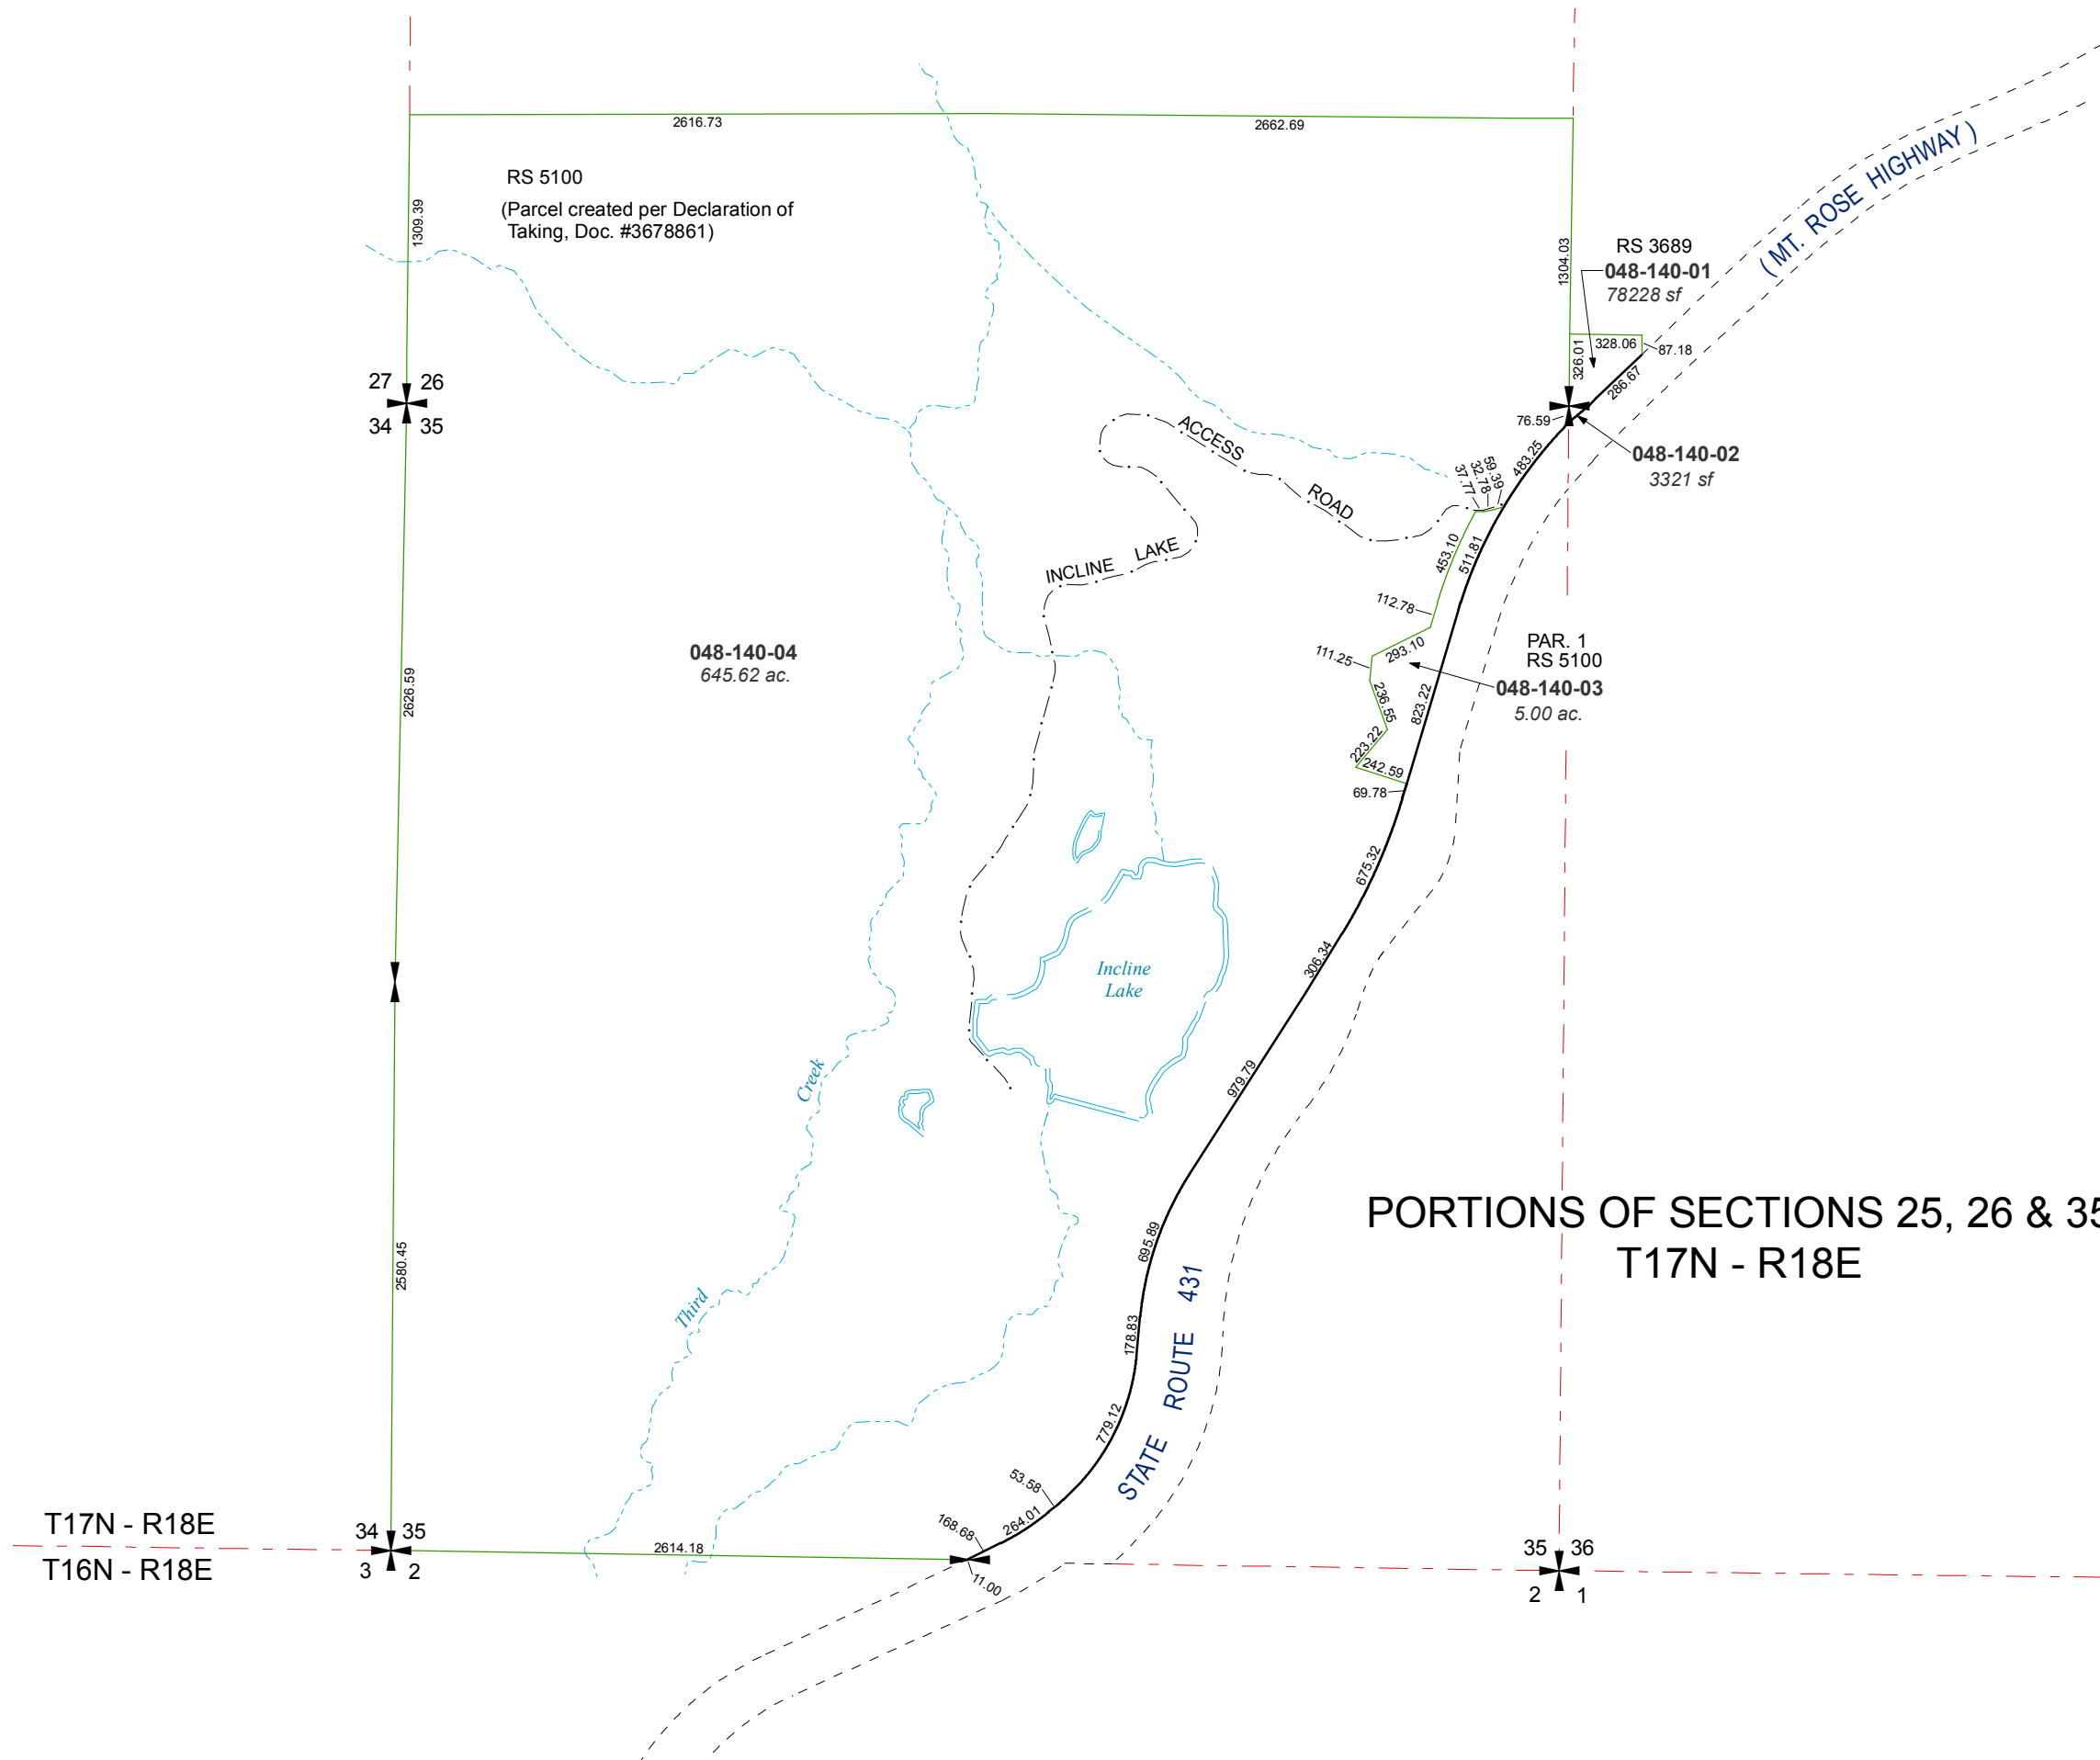 2616.73
2662.69
RS 5100
(Parcel created per Declaration of
Taking, Doc. #3678861)
1309.39
1304.03
(MT. ROSE HIGHWAY)
RS 3689
048-140-01
78228 sf
328.06
87.18
326.01
286.67
27 26
34 35
76.59
048-140-02
3321 sf
483.25
59.39
32.78
37.77
ACCESS
ROAD
INCLINE LAKE
453.10
511.81
112.78
293.10
111.25
PAR. 1
RS 5100
048-140-03
5.00 ac.
048-140-04
645.62 ac.
2626.59
236.55
823.22
223.22
242.59
69.78
675.32
306.34
Incline
Lake
979.79
Creek
Third
PORTIONS OF SECTIONS 25, 26 & 35
T17N - R18E
2580.45
695.89
178.83
STATE ROUTE 431
779.12
53.58
264.01
168.68
11.00
2614.18
T17N - R18E
T16N - R18E
34 35
3 2
35 36
2 1